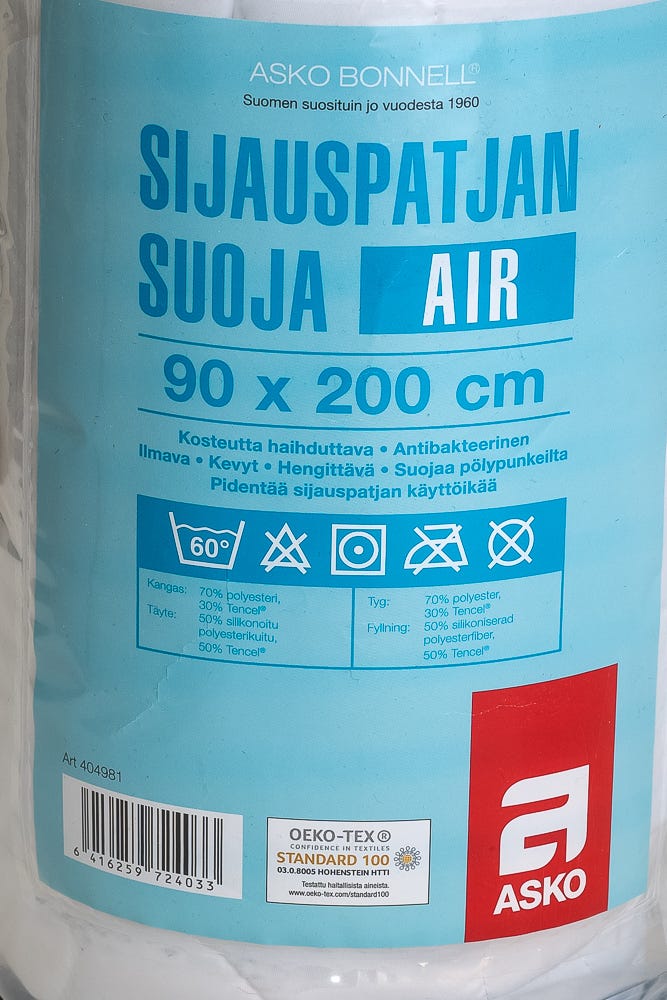 ASKO BONNELL®
Suomen suosituin jo vuodesta 1960
SIJAUSPATJAN
SUOJA AIR
90 x 200 cm
Kosteutta haihduttava • Antibakteerinen
Ilmava • Kevyt • Hengittävä • Suojaa pölypunkeilta
Pidentää sijauspatjan käyttöikää
60°
Kangas: 70% polyesteri,
30% Tencel®
Täyte: 50% silikonoitu
polyesterikuitu,
50% Tencel®
Tyg: 70% polyester,
30% Tencel®
Fyllning: 50% silikoniserad
polyesterfiber,
50% Tencel®
Art 404981
6 416259 724033
OEKO-TEX®
CONFIDENCE IN TEXTILES
STANDARD 100
03.0.8005 HOHENSTEIN HTTI
Testattu haitallisista aineista.
www.oeko-tex.com/standard100
a
ASKO